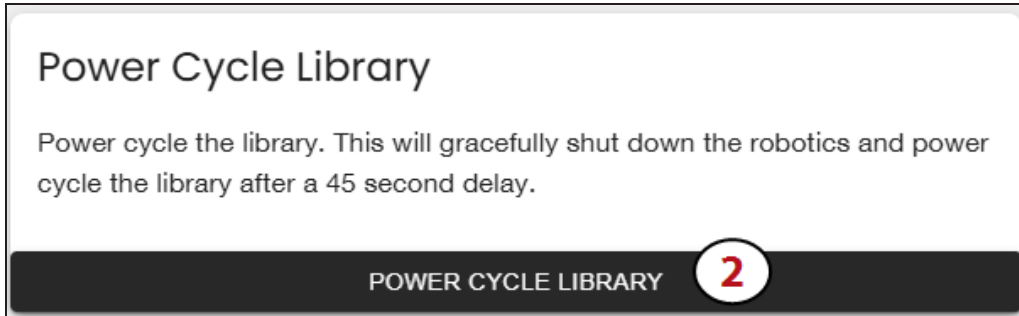 Power Cycle Library
Power cycle the library. This will gracefully shut down the robotics and power
cycle the library after a 45 second delay.
POWER CYCLE LIBRARY 2